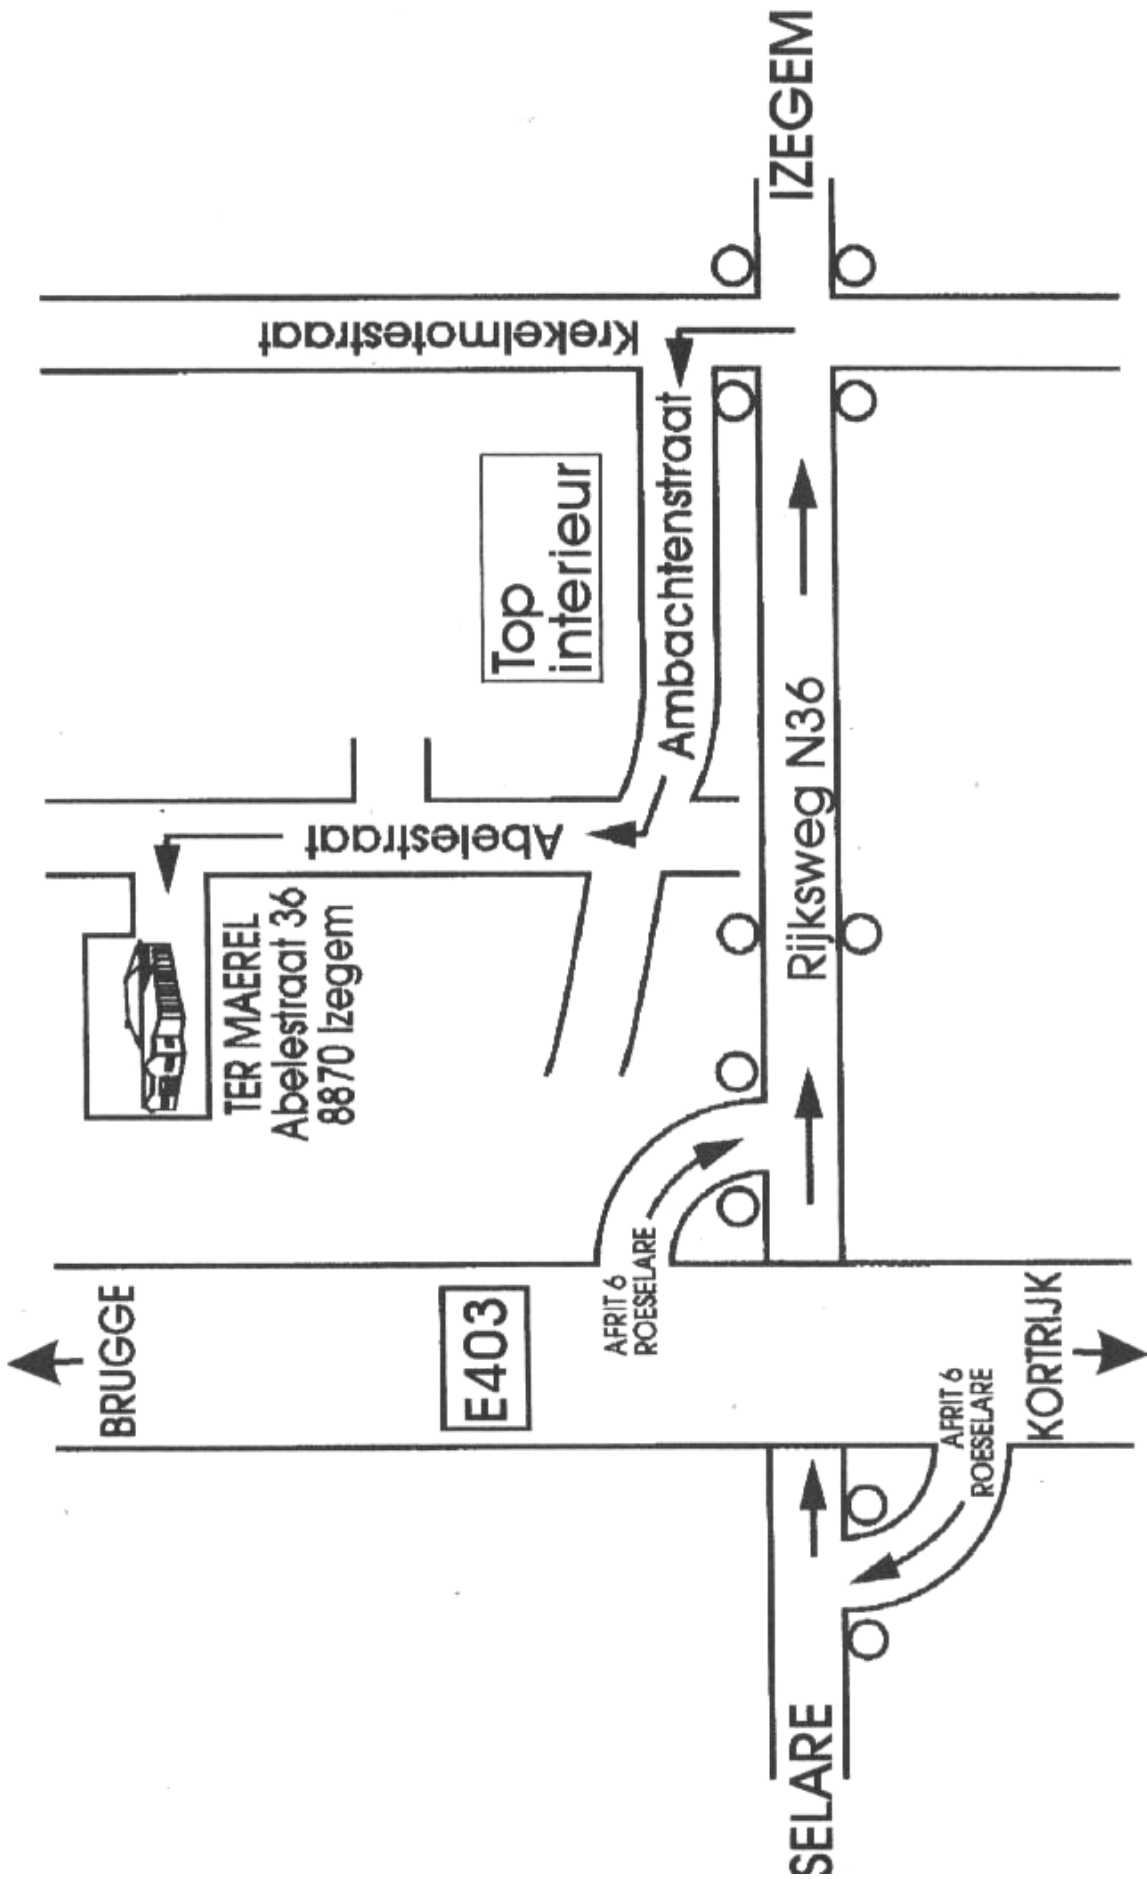 IZEGEM
Krekelmotestraat
Ambachtenstraat
Top
interieur
Rijksweg N36
Abelestraat
TER MAEREL
Abelestraat 36
8870 Izegem
AFRIT 6
ROESELARE
BRUGGE
E403
KORTRIJK
AFRIT 6
ROESELARE
SELARE